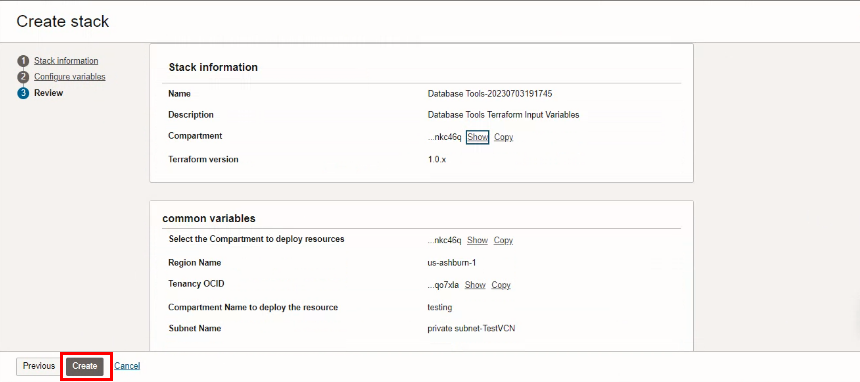 Create stack
1 Stack information
2 Configure variables
3 Review
Stack information
Name Database Tools-20230703191745
Description Database Tools Terraform Input Variables
Compartment ...nkc46q Show Copy
Terraform version 1.0.x
common variables
Select the Compartment to deploy resources ...nkc46q Show Copy
Region Name us-ashburn-1
Tenancy OCID ...qo7xla Show Copy
Compartment Name to deploy the resource testing
Subnet Name private subnet-TestVCN
Previous Create Cancel